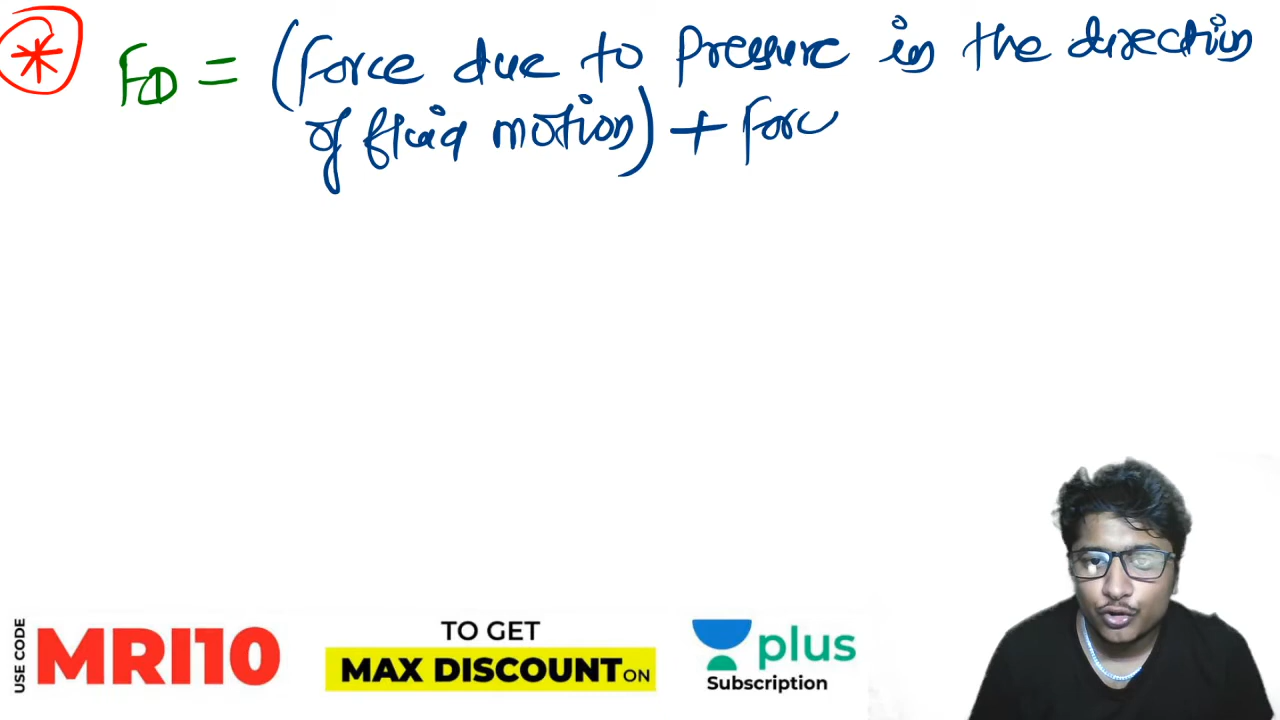 * FD = (Force due to Pressure in the direction
of fluid motion) + Forc
USE CODE MRI10
TO GET
MAX DISCOUNT ON
plus
Subscription